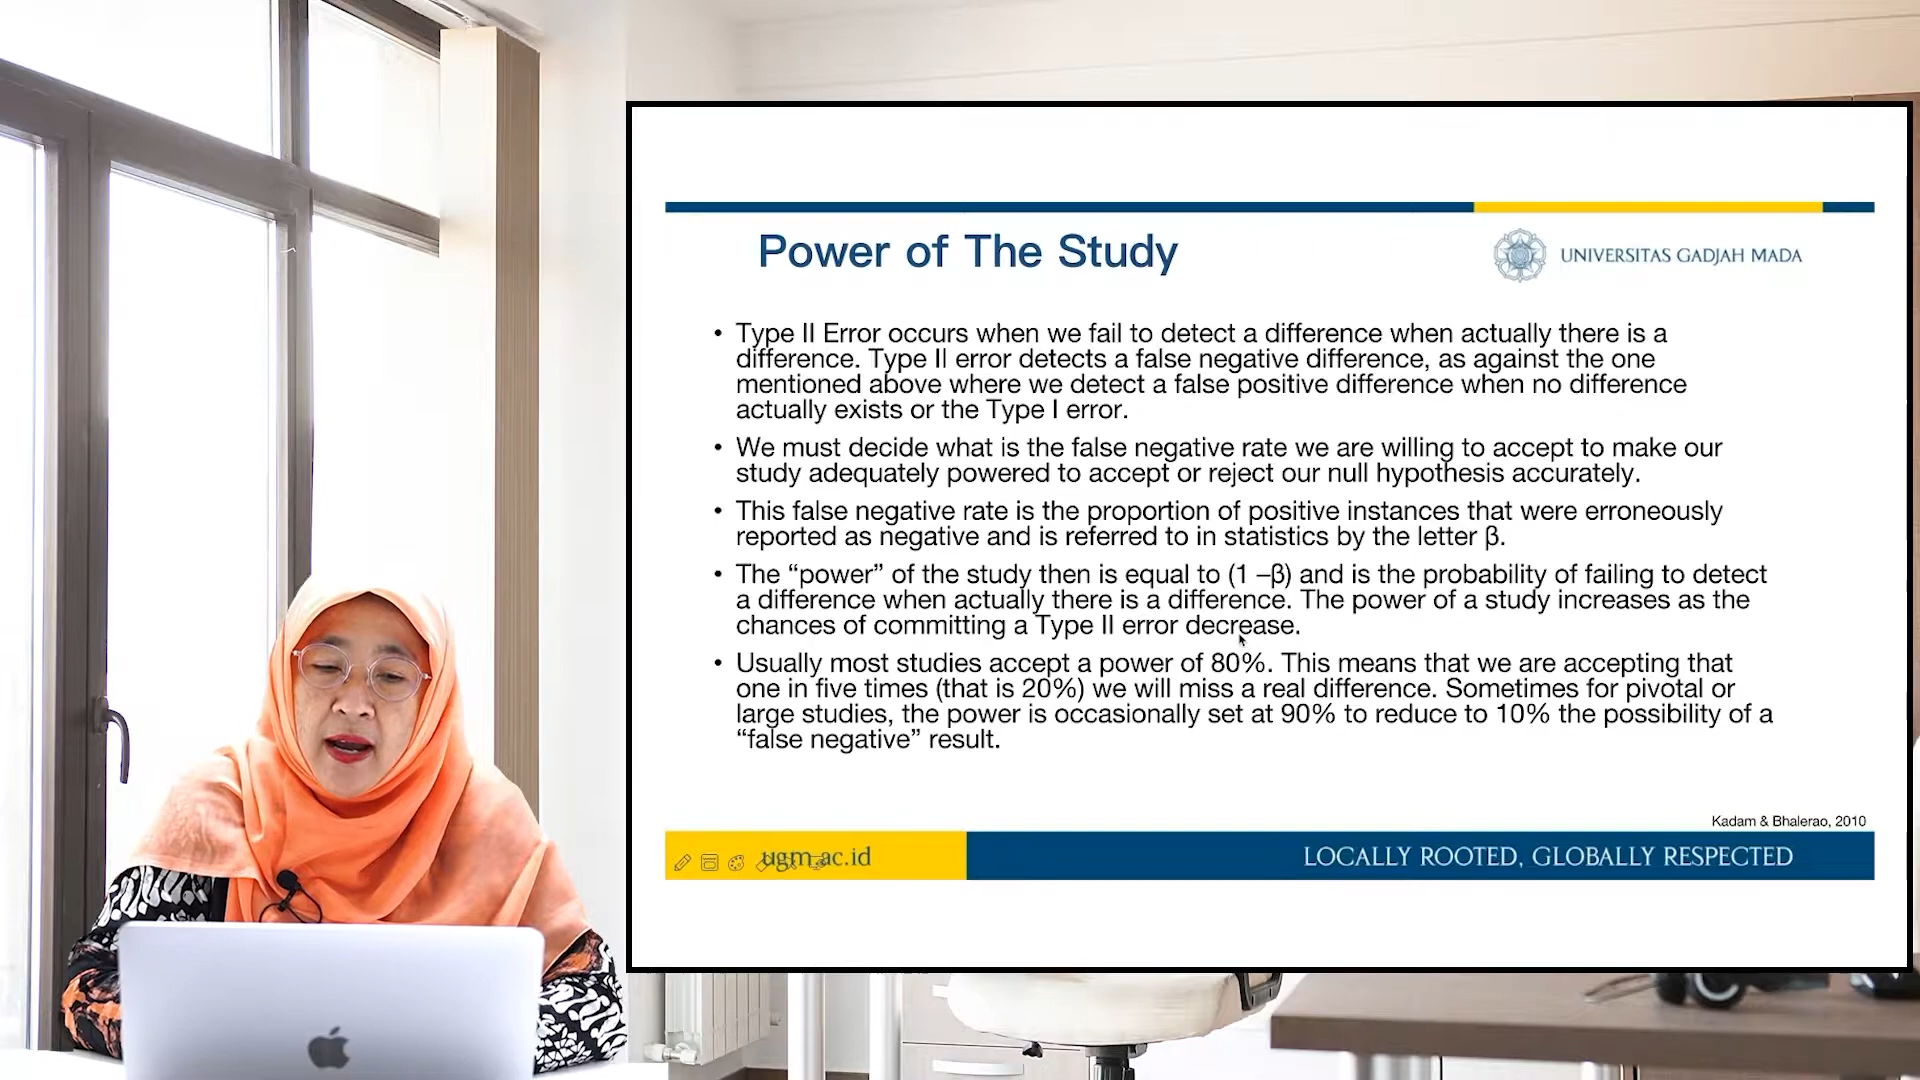 Power of The Study
UNIVERSITAS GADJAH MADA
• Type II Error occurs when we fail to detect a difference when actually there is a
difference. Type II error detects a false negative difference, as against the one
mentioned above where we detect a false positive difference when no difference
actually exists or the Type I error.
• We must decide what is the false negative rate we are willing to accept to make our
study adequately powered to accept or reject our null hypothesis accurately.
• This false negative rate is the proportion of positive instances that were erroneously
reported as negative and is referred to in statistics by the letter β.
• The “power” of the study then is equal to (1 –β) and is the probability of failing to detect
a difference when actually there is a difference. The power of a study increases as the
chances of committing a Type II error decrease.
• Usually most studies accept a power of 80%. This means that we are accepting that
one in five times (that is 20%) we will miss a real difference. Sometimes for pivotal or
large studies, the power is occasionally set at 90% to reduce to 10% the possibility of a
“false negative” result.
Kadam & Bhalerao, 2010
ugm.ac.id
LOCALLY ROOTED, GLOBALLY RESPECTED